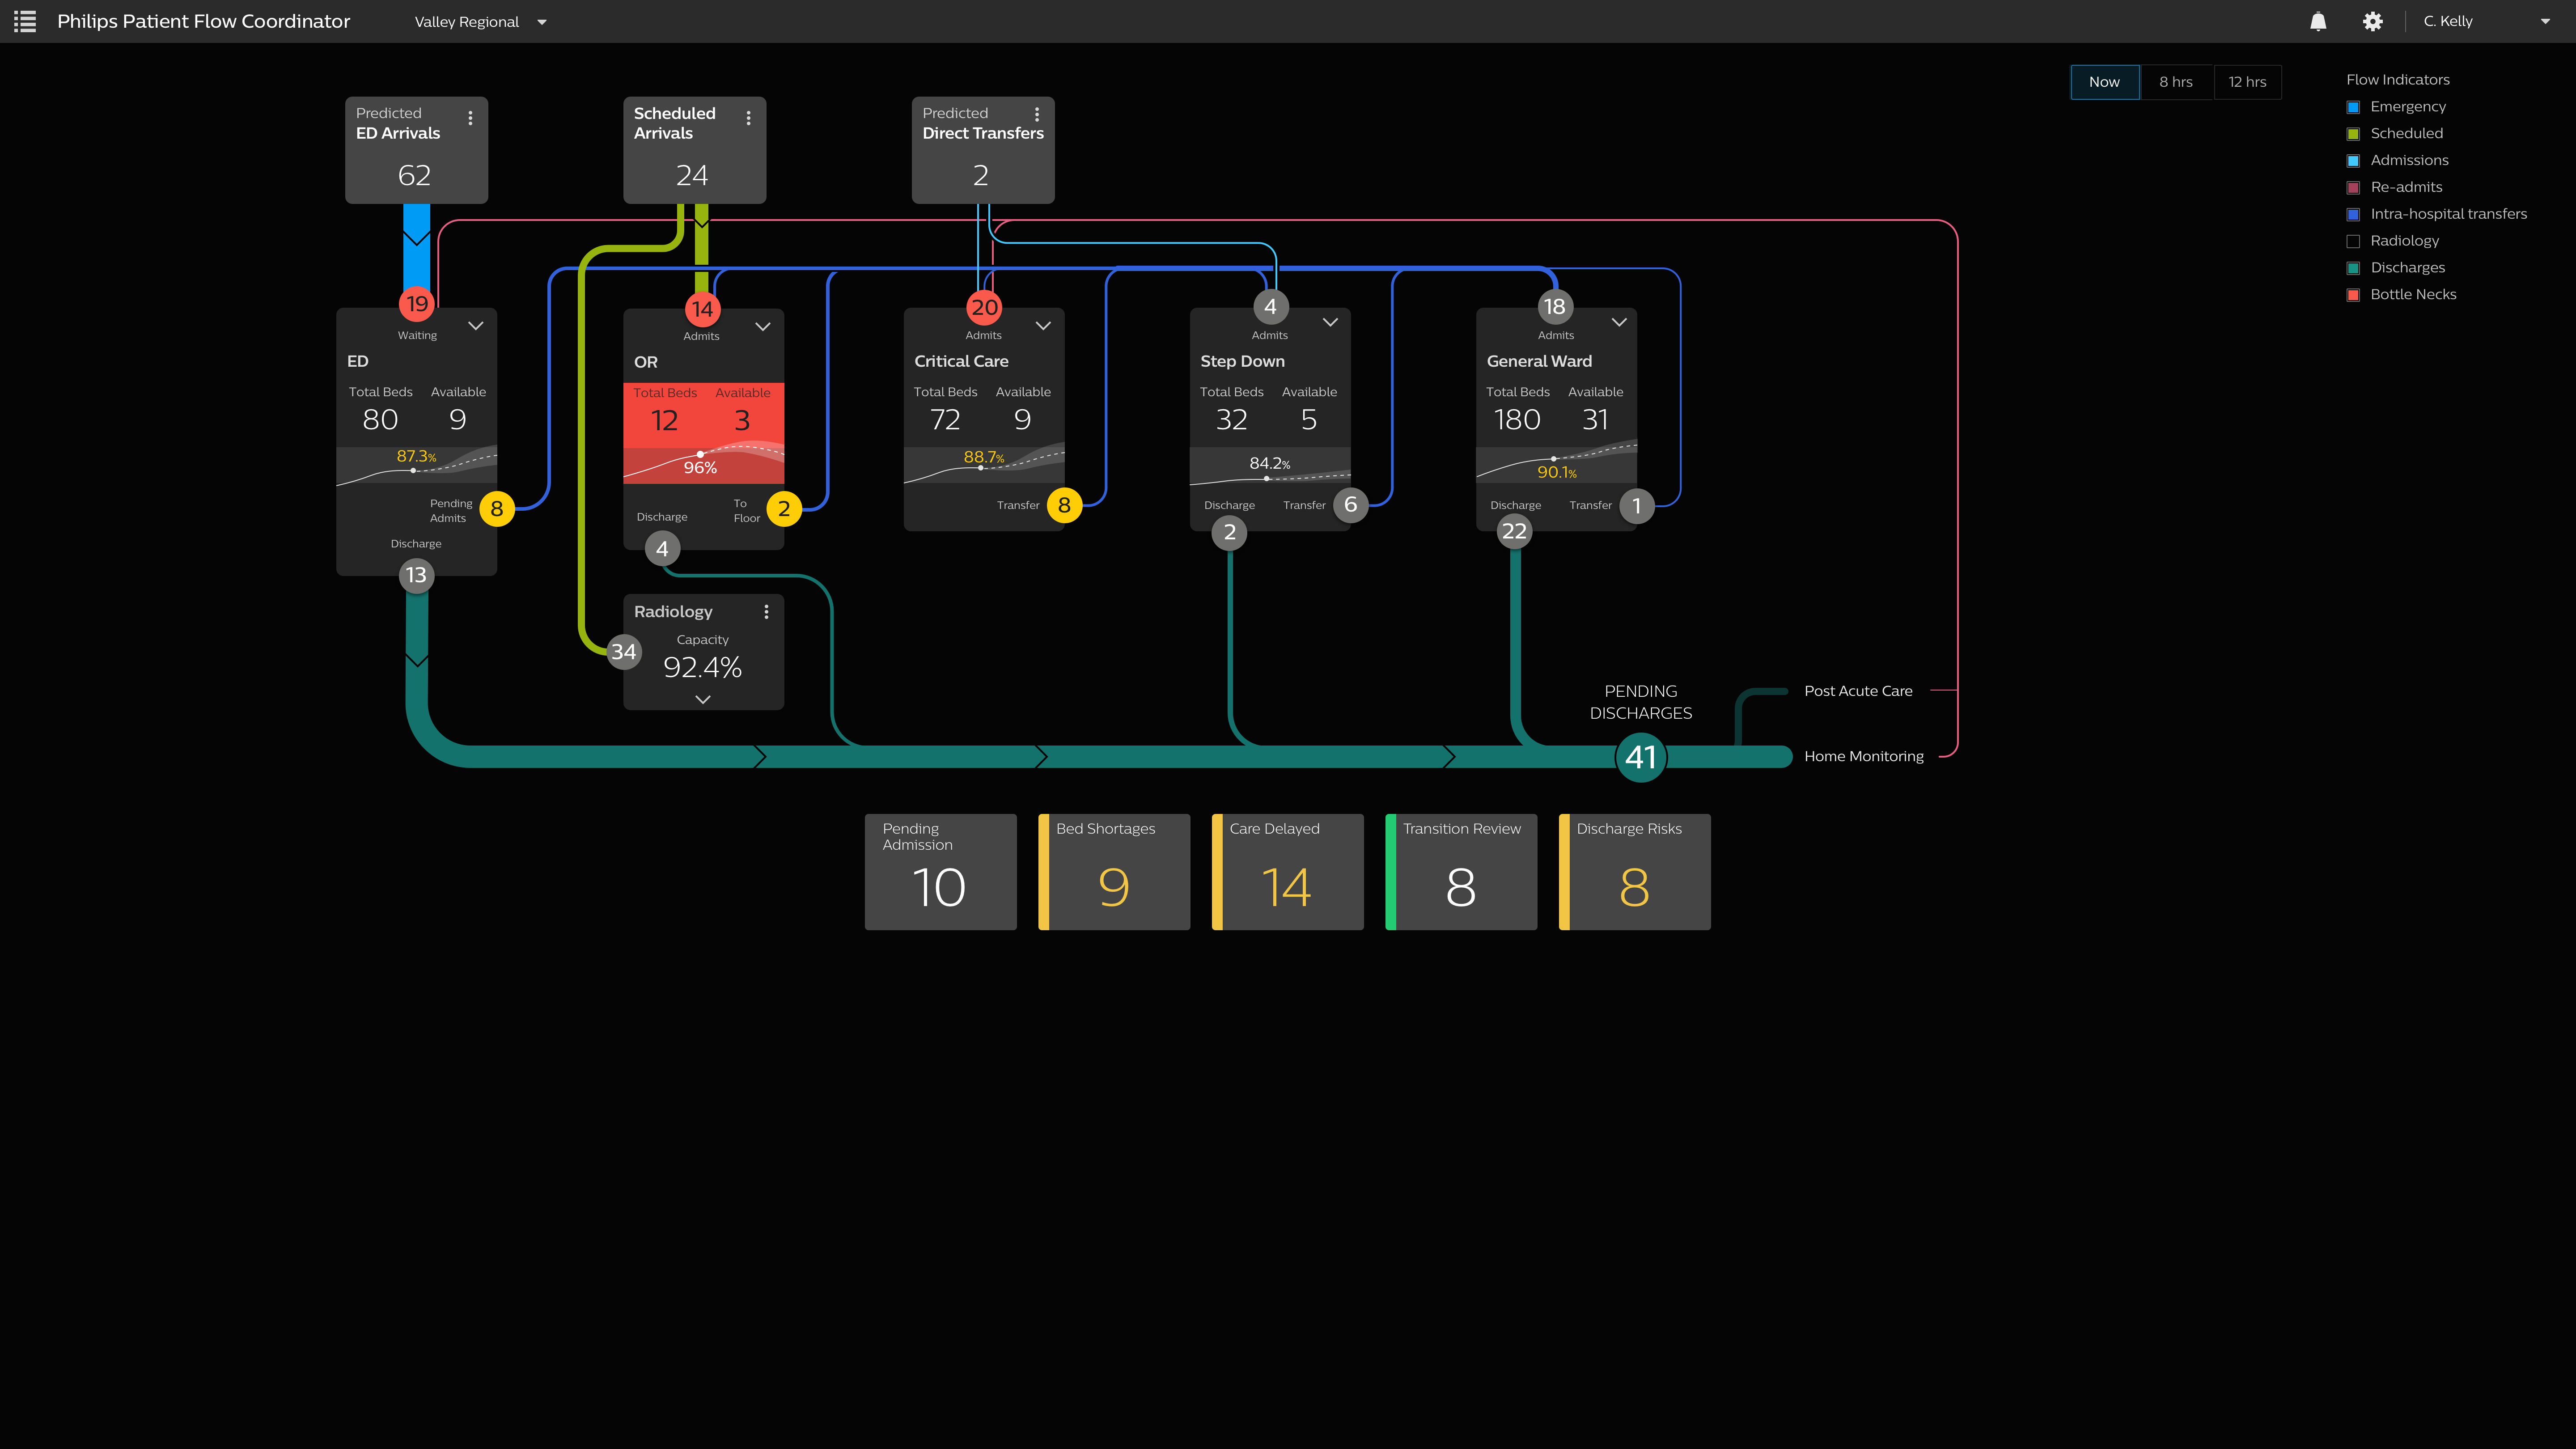 Philips Patient Flow Coordinator
Valley Regional
C. Kelly
Now
8 hrs
12 hrs
Flow Indicators
Emergency
Scheduled
Admissions
Re-admits
Intra-hospital transfers
Radiology
Discharges
Bottle Necks
Predicted
ED Arrivals
62
Scheduled
Arrivals
24
Predicted
Direct Transfers
2
19
Waiting
ED
Total Beds Available
80 9
87.3%
Pending
Admits
8
Discharge
13
14
Admits
OR
Total Beds Available
12 3
96%
To
Floor
2
Discharge
4
Radiology
Capacity
34
92.4%
20
Admits
Critical Care
Total Beds Available
72 9
88.7%
Transfer 8
4
Admits
Step Down
Total Beds Available
32 5
84.2%
Discharge Transfer 6
2
18
Admits
General Ward
Total Beds Available
180 31
90.1%
Discharge Transfer 1
22
PENDING
DISCHARGES
41
Post Acute Care
Home Monitoring
Pending
Admission
10
Bed Shortages
9
Care Delayed
14
Transition Review
8
Discharge Risks
8